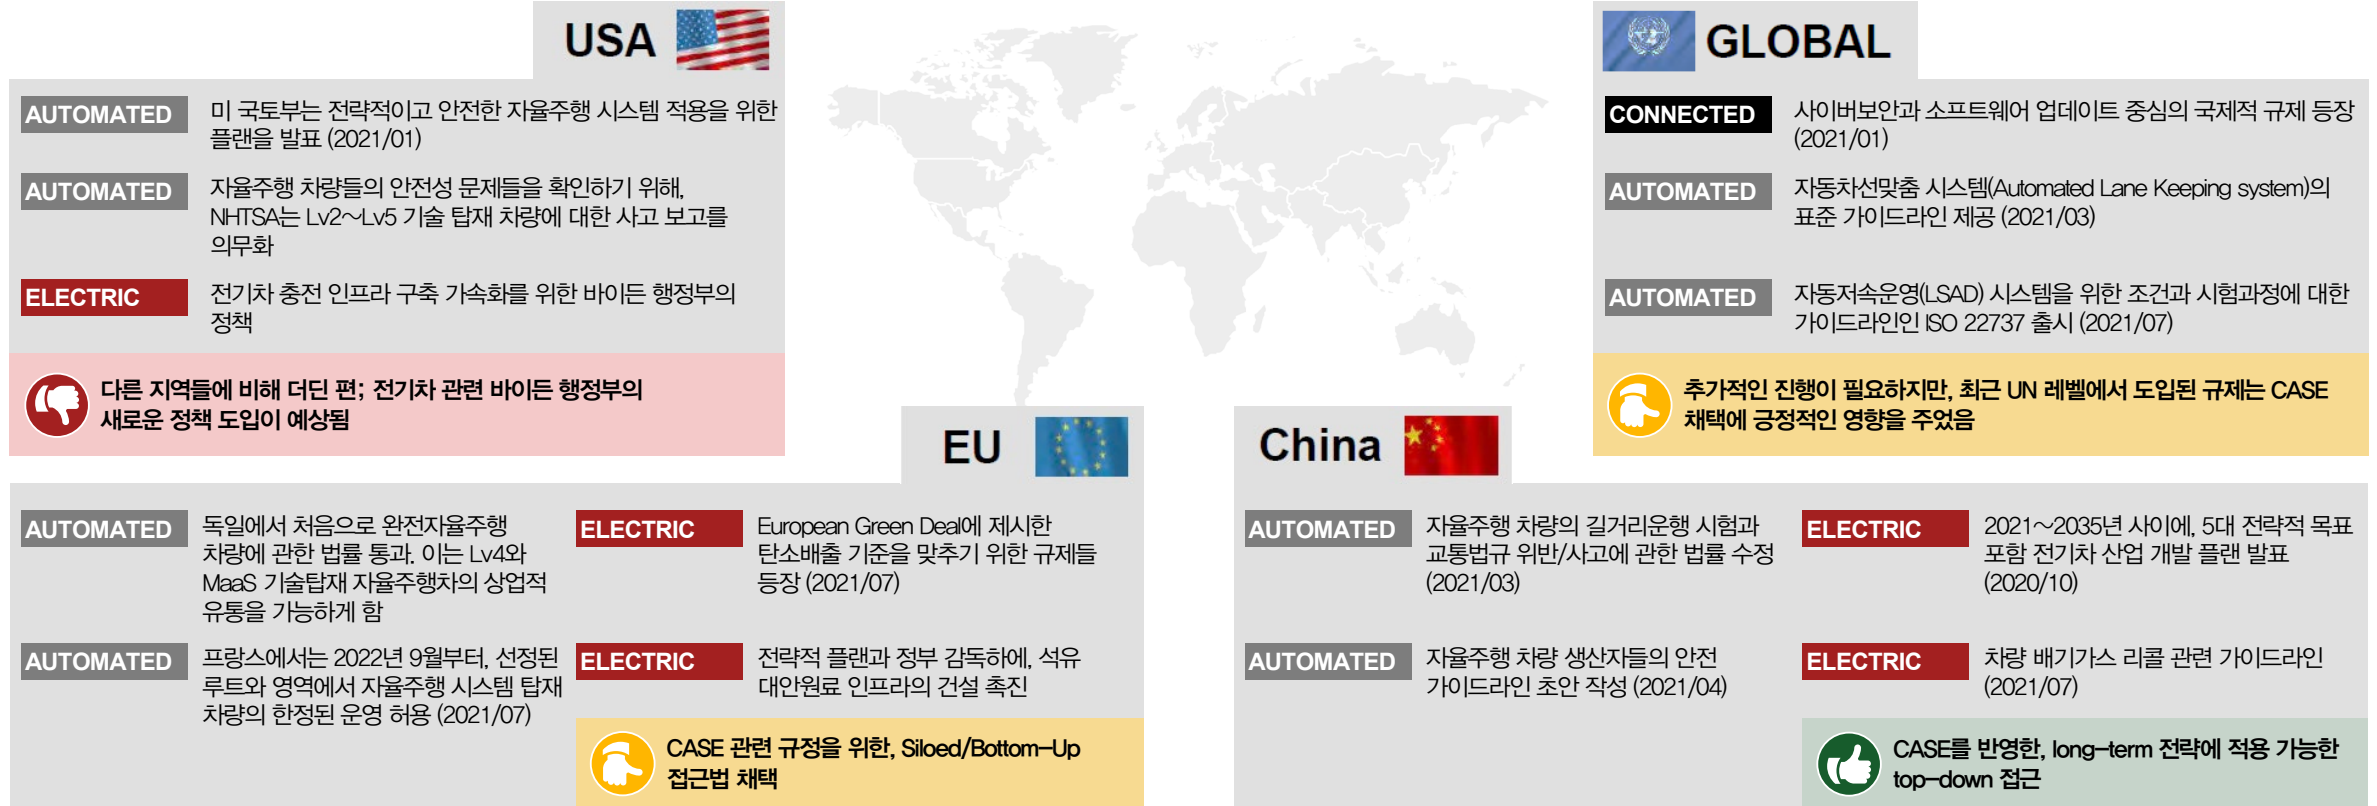 USA
AUTOMATED
미 국토부는 전략적이고 안전한 자율주행 시스템 적용을 위한
플랜을 발표 (2021/01)
AUTOMATED
자율주행 차량들의 안전성 문제들을 확인하기 위해,
NHTSA는 Lv2~Lv5 기술 탑재 차량에 대한 사고 보고를
의무화
ELECTRIC
전기차 충전 인프라 구축 가속화를 위한 바이든 행정부의
정책
다른 지역들에 비해 더딘 편; 전기차 관련 바이든 행정부의
새로운 정책 도입이 예상됨
GLOBAL
CONNECTED
사이버보안과 소프트웨어 업데이트 중심의 국제적 규제 등장
(2021/01)
AUTOMATED
자동차선맞춤 시스템(Automated Lane Keeping system)의
표준 가이드라인 제공 (2021/03)
AUTOMATED
자동저속운영(LSAD) 시스템을 위한 조건과 시험과정에 대한
가이드라인인 ISO 22737 출시 (2021/07)
추가적인 진행이 필요하지만, 최근 UN 레벨에서 도입된 규제는 CASE
채택에 긍정적인 영향을 주었음
EU
AUTOMATED
독일에서 처음으로 완전자율주행
차량에 관한 법률 통과. 이는 Lv4와
MaaS 기술탑재 자율주행차의 상업적
유통을 가능하게 함
AUTOMATED
프랑스에서는 2022년 9월부터, 선정된
루트와 영역에서 자율주행 시스템 탑재
차량의 한정된 운영 허용 (2021/07)
ELECTRIC
European Green Deal에 제시한
탄소배출 기준을 맞추기 위한 규제들
등장 (2021/07)
ELECTRIC
전략적 플랜과 정부 감독하에, 석유
대안원료 인프라의 건설 촉진
CASE 관련 규정을 위한, Siloed/Bottom-Up
접근법 채택
China
AUTOMATED
자율주행 차량의 길거리운행 시험과
교통법규 위반/사고에 관한 법률 수정
(2021/03)
AUTOMATED
자율주행 차량 생산자들의 안전
가이드라인 초안 작성 (2021/04)
ELECTRIC
2021~2035년 사이에, 5대 전략적 목표
포함 전기차 산업 개발 플랜 발표
(2020/10)
ELECTRIC
차량 배기가스 리콜 관련 가이드라인
(2021/07)
CASE를 반영한, long-term 전략에 적용 가능한
top-down 접근